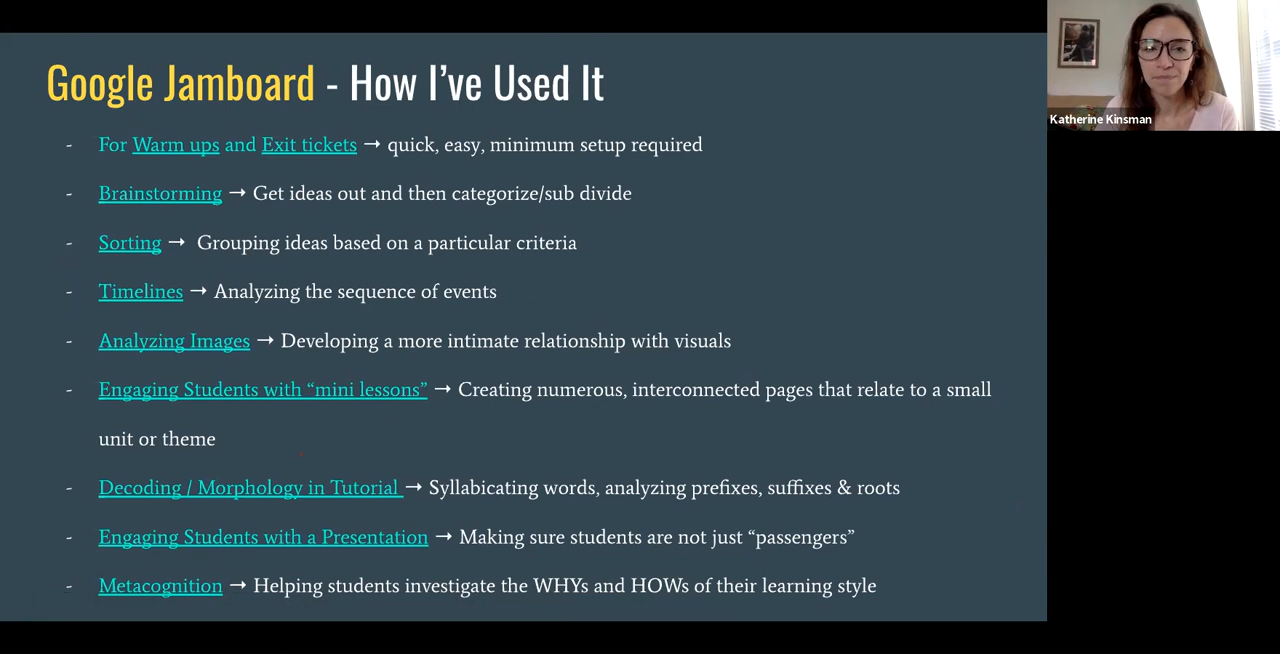 Google Jamboard - How I’ve Used It
- For Warm ups and Exit tickets → quick, easy, minimum setup required
- Brainstorming → Get ideas out and then categorize/sub divide
- Sorting → Grouping ideas based on a particular criteria
- Timelines → Analyzing the sequence of events
- Analyzing Images → Developing a more intimate relationship with visuals
- Engaging Students with “mini lessons” → Creating numerous, interconnected pages that relate to a small
unit or theme
- Decoding / Morphology in Tutorial → Syllabicating words, analyzing prefixes, suffixes & roots
- Engaging Students with a Presentation → Making sure students are not just “passengers”
- Metacognition → Helping students investigate the WHYs and HOWs of their learning style
Katherine Kinsman